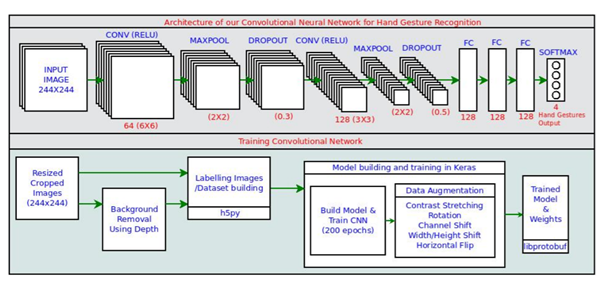 Architecture of our Convolutional Neural Network for Hand Gesture Recognition
INPUT
IMAGE
244X244
CONV (RELU)
64 (6X6)
MAXPOOL
(2X2)
DROPOUT
(0.3)
CONV (RELU)
128 (3X3)
MAXPOOL
(2X2)
DROPOUT
(0.5)
FC
128
FC
128
FC
128
SOFTMAX
4
Hand Gestures
Output
Training Convolutional Network
Resized
Cropped
Images
(244x244)
Background
Removal
Using Depth
Labelling Images
/Dataset building
h5py
Model building and training in Keras
Build Model &
Train CNN
(200 epochs)
Data Augmentation
Contrast Stretching
Rotation
Channel Shift
Width/Height Shift
Horizontal Flip
Trained
Model
&
Weights
libprotobuf